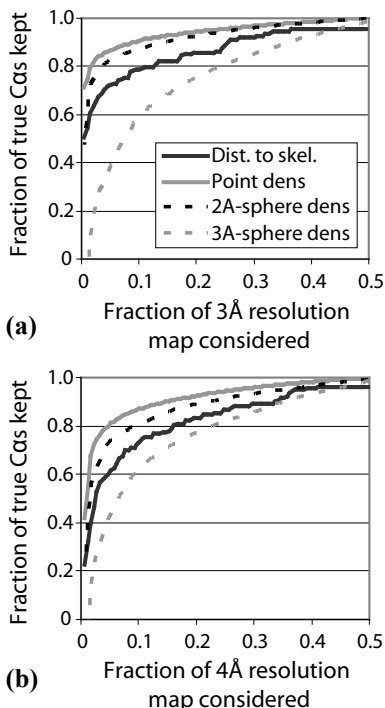 Fraction of true Cαs kept
1.0
0.8
0.6
0.4
0.2
0
Dist. to skel.
Point dens
2A-sphere dens
3A-sphere dens
0 0.1 0.2 0.3 0.4 0.5
(a)
Fraction of 3Å resolution
map considered
Fraction of true Cαs kept
1.0
0.8
0.6
0.4
0.2
0
0 0.1 0.2 0.3 0.4 0.5
(b)
Fraction of 4Å resolution
map considered